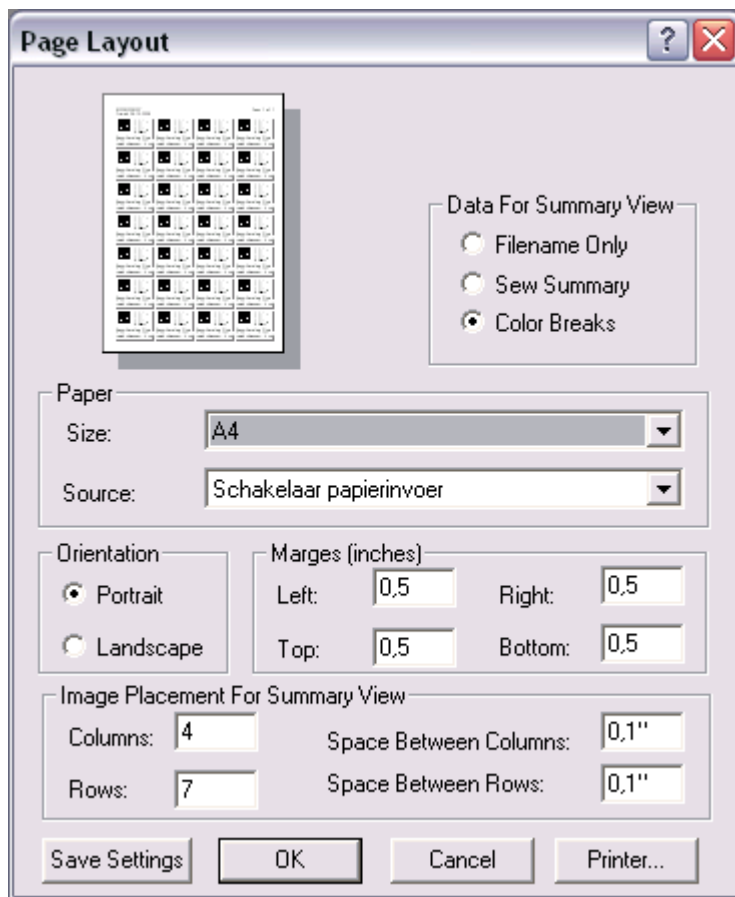 Page Layout
Data For Summary View
Filename Only
Sew Summary
Color Breaks
Paper
Size: A4
Source: Schakelaar papierinvoer
Orientation
Portrait
Landscape
Marges (inches)
Left: 0,5 Right: 0,5
Top: 0,5 Bottom: 0,5
Image Placement For Summary View
Columns: 4 Space Between Columns: 0,1"
Rows: 7 Space Between Rows: 0,1"
Save Settings OK Cancel Printer...